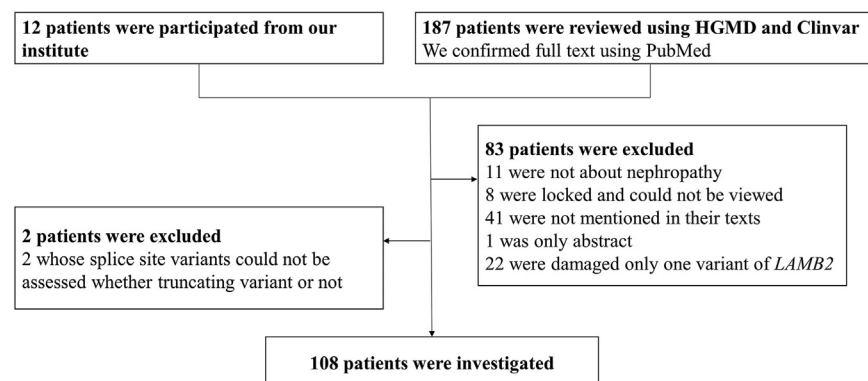 12 patients were participated from our
institute
187 patients were reviewed using HGMD and Clinvar
We confirmed full text using PubMed
83 patients were excluded
11 were not about nephropathy
8 were locked and could not be viewed
41 were not mentioned in their texts
1 was only abstract
22 were damaged only one variant of LAMB2
2 patients were excluded
2 whose splice site variants could not be
assessed whether truncating variant or not
108 patients were investigated